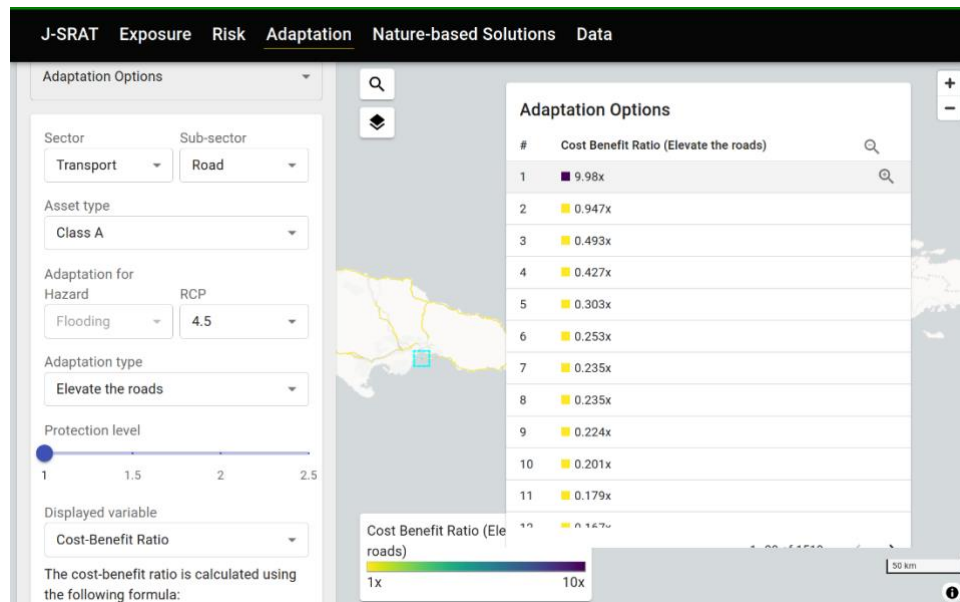 J-SRAT Exposure Risk Adaptation Nature-based Solutions Data
Adaptation Options
Sector Sub-sector
Transport Road
Asset type
Class A
Adaptation for
Hazard RCP
Flooding 4.5
Adaptation type
Elevate the roads
Protection level
1 1.5 2 2.5
Displayed variable
Cost-Benefit Ratio
The cost-benefit ratio is calculated using
the following formula:
Adaptation Options
# Cost Benefit Ratio (Elevate the roads)
1 9.98x
2 0.947x
3 0.493x
4 0.427x
5 0.303x
6 0.253x
7 0.235x
8 0.235x
9 0.224x
10 0.201x
11 0.179x
12 0.167x
Cost Benefit Ratio (Ele
roads)
1x 10x
50 km